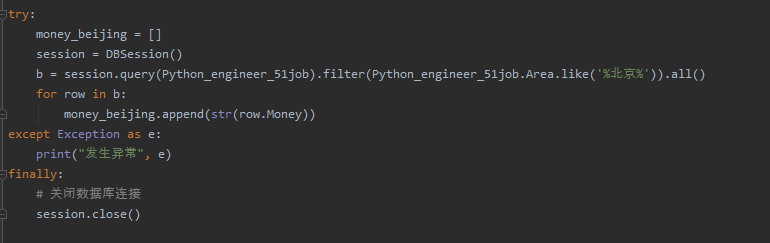 try:
    money_beijing = []
    session = DBSession()
    b = session.query(Python_engineer_51job).filter(Python_engineer_51job.Area.like('%北京%')).all()
    for row in b:
        money_beijing.append(str(row.Money))
except Exception as e:
    print("发生异常", e)
finally:
    # 关闭数据库连接
    session.close()